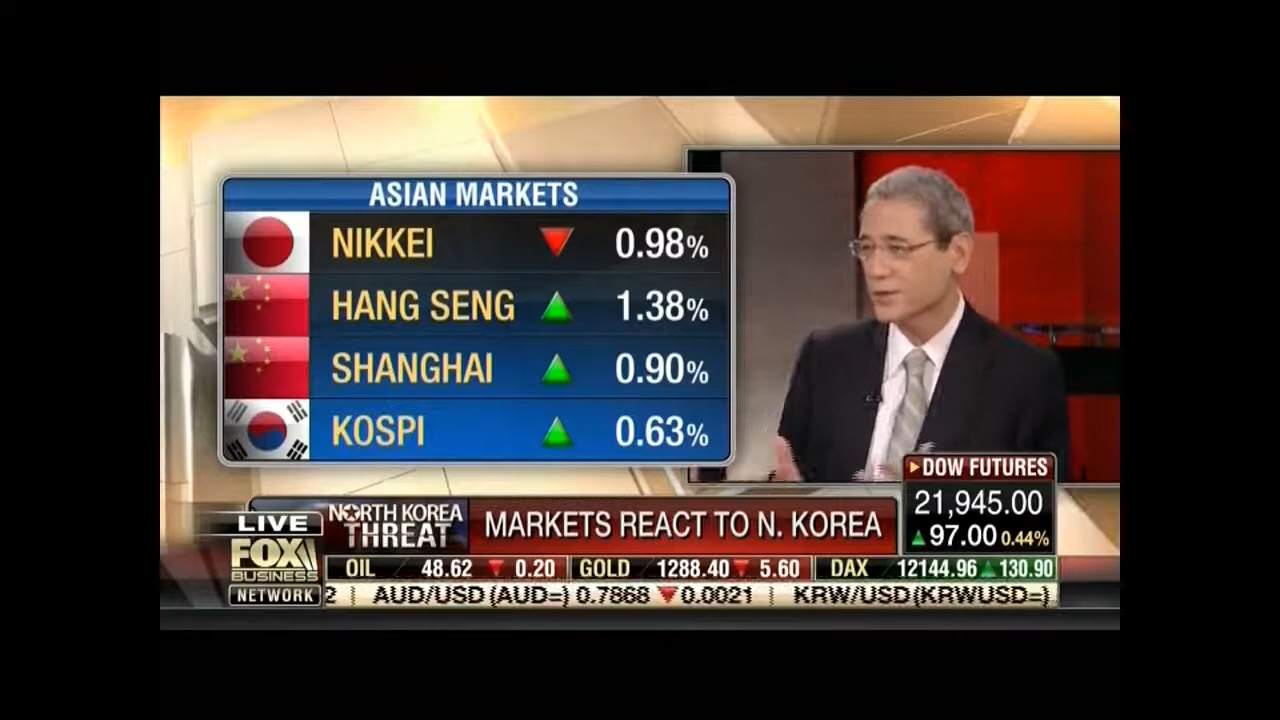 ASIAN MARKETS
NIKKEI 0.98%
HANG SENG 1.38%
SHANGHAI 0.90%
KOSPI 0.63%
DOW FUTURES
21,945.00
97.00 0.44%
NORTH KOREA
THREAT
MARKETS REACT TO N. KOREA
LIVE
FOX
BUSINESS
NETWORK
OIL 48.62 0.20 GOLD 1288.40 5.60 DAX 12144.96 130.90
2 | AUD/USD (AUD=) 0.7868 0.0021 | KRW/USD (KRWUSD=)